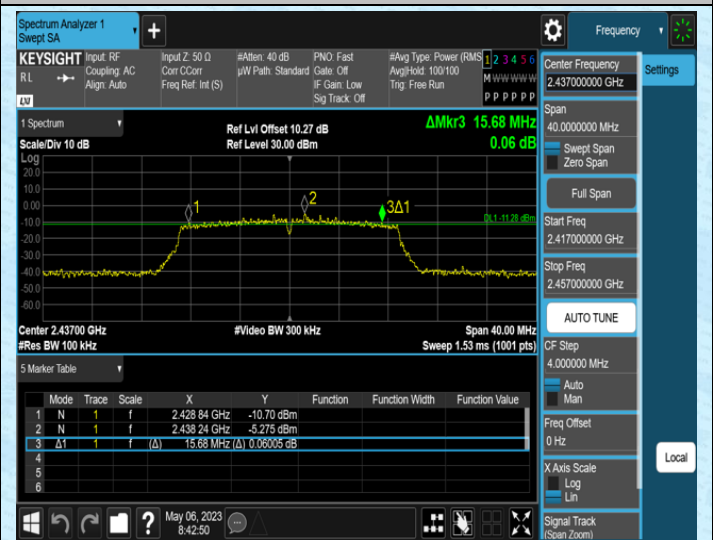 Spectrum Analyzer 1
Swept SA
Frequency
KEYSIGHT
RL
LXI
Input: RF
Coupling: AC
Align: Auto
Input Z: 50 Ω
Corr CCorr
Freq Ref: Int (S)
#Atten: 40 dB
µW Path: Standard
PNO: Fast
Gate: Off
IF Gain: Low
Sig Track: Off
#Avg Type: Power (RMS
Avg|Hold: 100/100
Trig: Free Run
1 2 3 4 5 6
M W W W W W
P P P P P P
1 Spectrum
Scale/Div 10 dB
Ref Lvl Offset 10.27 dB
Ref Level 30.00 dBm
ΔMkr3 15.68 MHz
0.06 dB
Log
20.0
10.0
0.00
-10.0
-20.0
-30.0
-40.0
-50.0
-60.0
1
2
3Δ1
DL1 -11.28 dBm
Center 2.43700 GHz
#Res BW 100 kHz
#Video BW 300 kHz
Span 40.00 MHz
Sweep 1.53 ms (1001 pts)
5 Marker Table
Mode Trace Scale X Y Function Function Width Function Value
1 N 1 f 2.428 84 GHz -10.70 dBm
2 N 1 f 2.438 24 GHz -5.275 dBm
3 Δ1 1 f (Δ) 15.68 MHz (Δ) 0.06005 dB
4
5
6
May 06, 2023
8:42:50
Center Frequency
2.437000000 GHz
Span
40.0000000 MHz
Swept Span
Zero Span
Full Span
Start Freq
2.417000000 GHz
Stop Freq
2.457000000 GHz
AUTO TUNE
CF Step
4.000000 MHz
Auto
Man
Freq Offset
0 Hz
X Axis Scale
Log
Lin
Signal Track
(Span Zoom)
Settings
Local